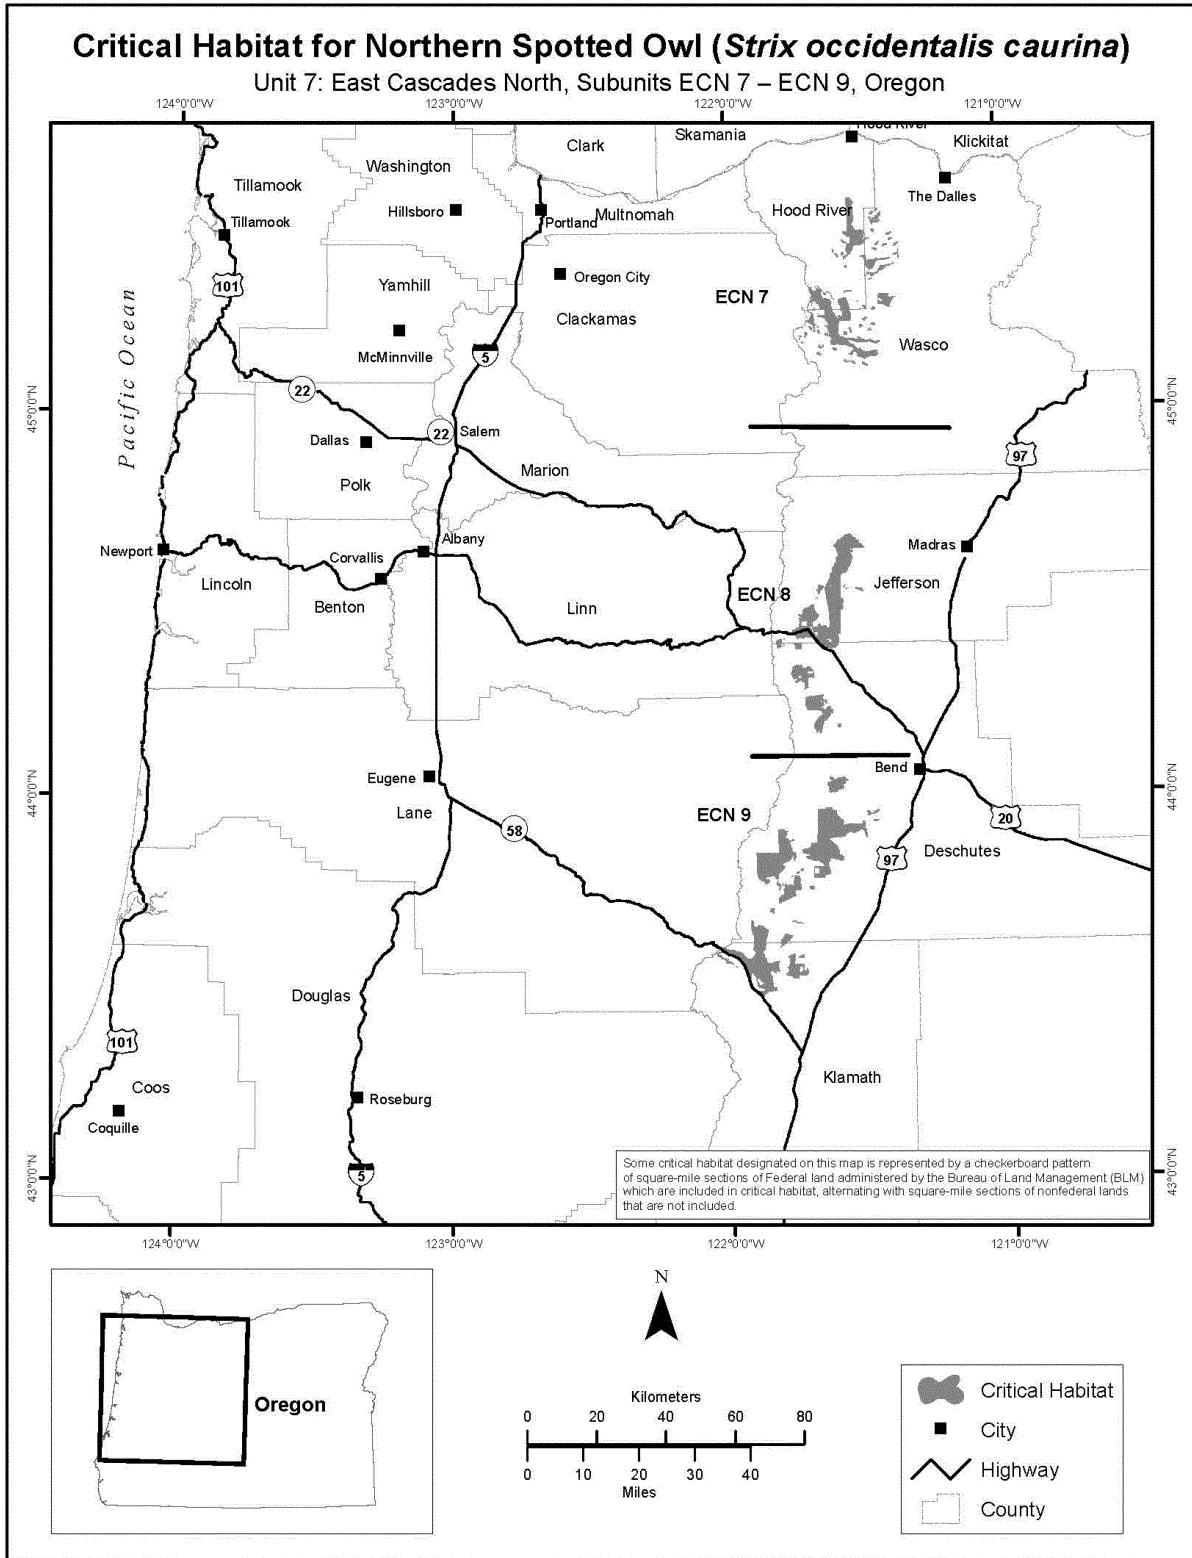 Critical Habitat for Northern Spotted Owl (Strix occidentalis caurina)
Unit 7: East Cascades North, Subunits ECN 7 – ECN 9, Oregon
124°0'0"W
123°0'0"W
122°0'0"W
121°0'0"W
Hood River
Skamania
Clark
Klickitat
Washington
Tillamook
The Dalles
Hillsboro
Tillamook
Portland
Multnomah
Hood River
Oregon City
101
Yamhill
ECN 7
Clackamas
Pacific Ocean
McMinnville
5
Wasco
45°0'0"N
45°0'0"N
22
22
Salem
Dallas
Marion
97
Polk
Newport
Corvallis
Albany
Madras
Lincoln
Benton
Linn
ECN 8
Jefferson
Eugene
Bend
44°0'0"N
44°0'0"N
Lane
58
ECN 9
20
97
Deschutes
Douglas
101
Coos
Klamath
Coquille
Roseburg
43°0'0"N
43°0'0"N
5
Some critical habitat designated on this map is represented by a checkerboard pattern
of square-mile sections of Federal land administered by the Bureau of Land Management (BLM)
which are included in critical habitat, alternating with square-mile sections of nonfederal lands
that are not included.
124°0'0"W
123°0'0"W
122°0'0"W
121°0'0"W
Oregon
N
Kilometers
0 20 40 60 80
0 10 20 30 40
Miles
Critical Habitat
City
Highway
County